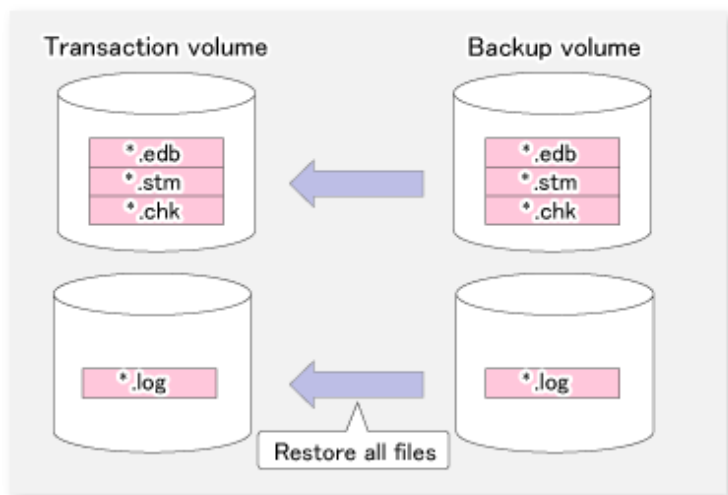 Transaction volume
Backup volume
*.edb
*.stm
*.chk
*.edb
*.stm
*.chk
*.log
*.log
Restore all files